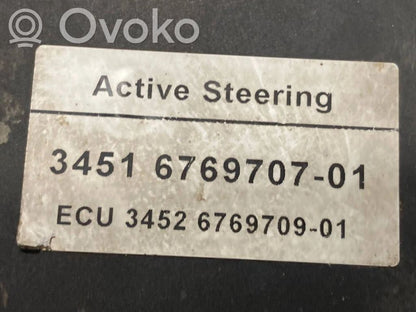 Ovoko
Active Steering
3451 6769707-01
ECU 3452 6769709-01